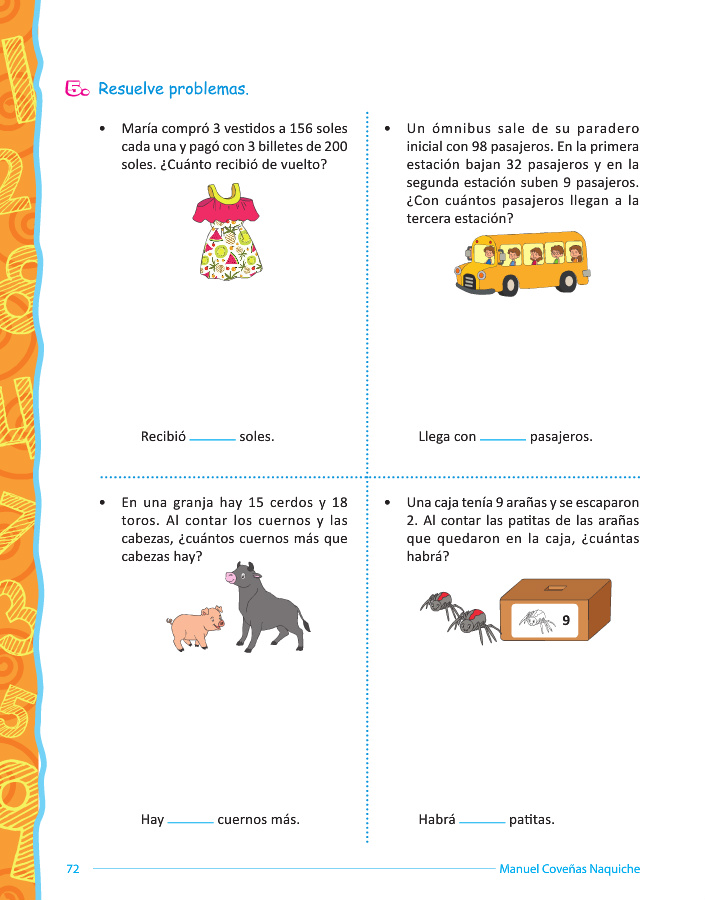 5. Resuelve problemas.
• María compró 3 vestidos a 156 soles
cada una y pagó con 3 billetes de 200
soles. ¿Cuánto recibió de vuelto?
Recibió ______ soles.
• Un ómnibus sale de su paradero
inicial con 98 pasajeros. En la primera
estación bajan 32 pasajeros y en la
segunda estación suben 9 pasajeros.
¿Con cuántos pasajeros llegan a la
tercera estación?
Llega con ______ pasajeros.
• En una granja hay 15 cerdos y 18
toros. Al contar los cuernos y las
cabezas, ¿cuántos cuernos más que
cabezas hay?
Hay ______ cuernos más.
• Una caja tenía 9 arañas y se escaparon
2. Al contar las patitas de las arañas
que quedaron en la caja, ¿cuántas
habrá?
9
Habrá ______ patitas.
72
Manuel Coveñas Naquiche